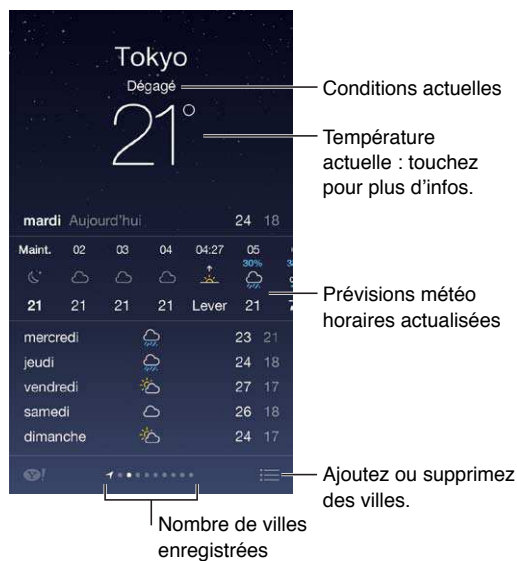 Tokyo
Dégagé
21°
Conditions actuelles
Température
actuelle : touchez
pour plus d'infos.
mardi Aujourd'hui 24 18
Maint. 02 03 04 04:27 05
30%
21 21 21 21 Lever 21
Prévisions météo
horaires actualisées
mercredi 23 21
jeudi 24 18
vendredi 27 17
samedi 26 18
dimanche 24 17
Y!
Ajoutez ou supprimez
des villes.
Nombre de villes
enregistrées